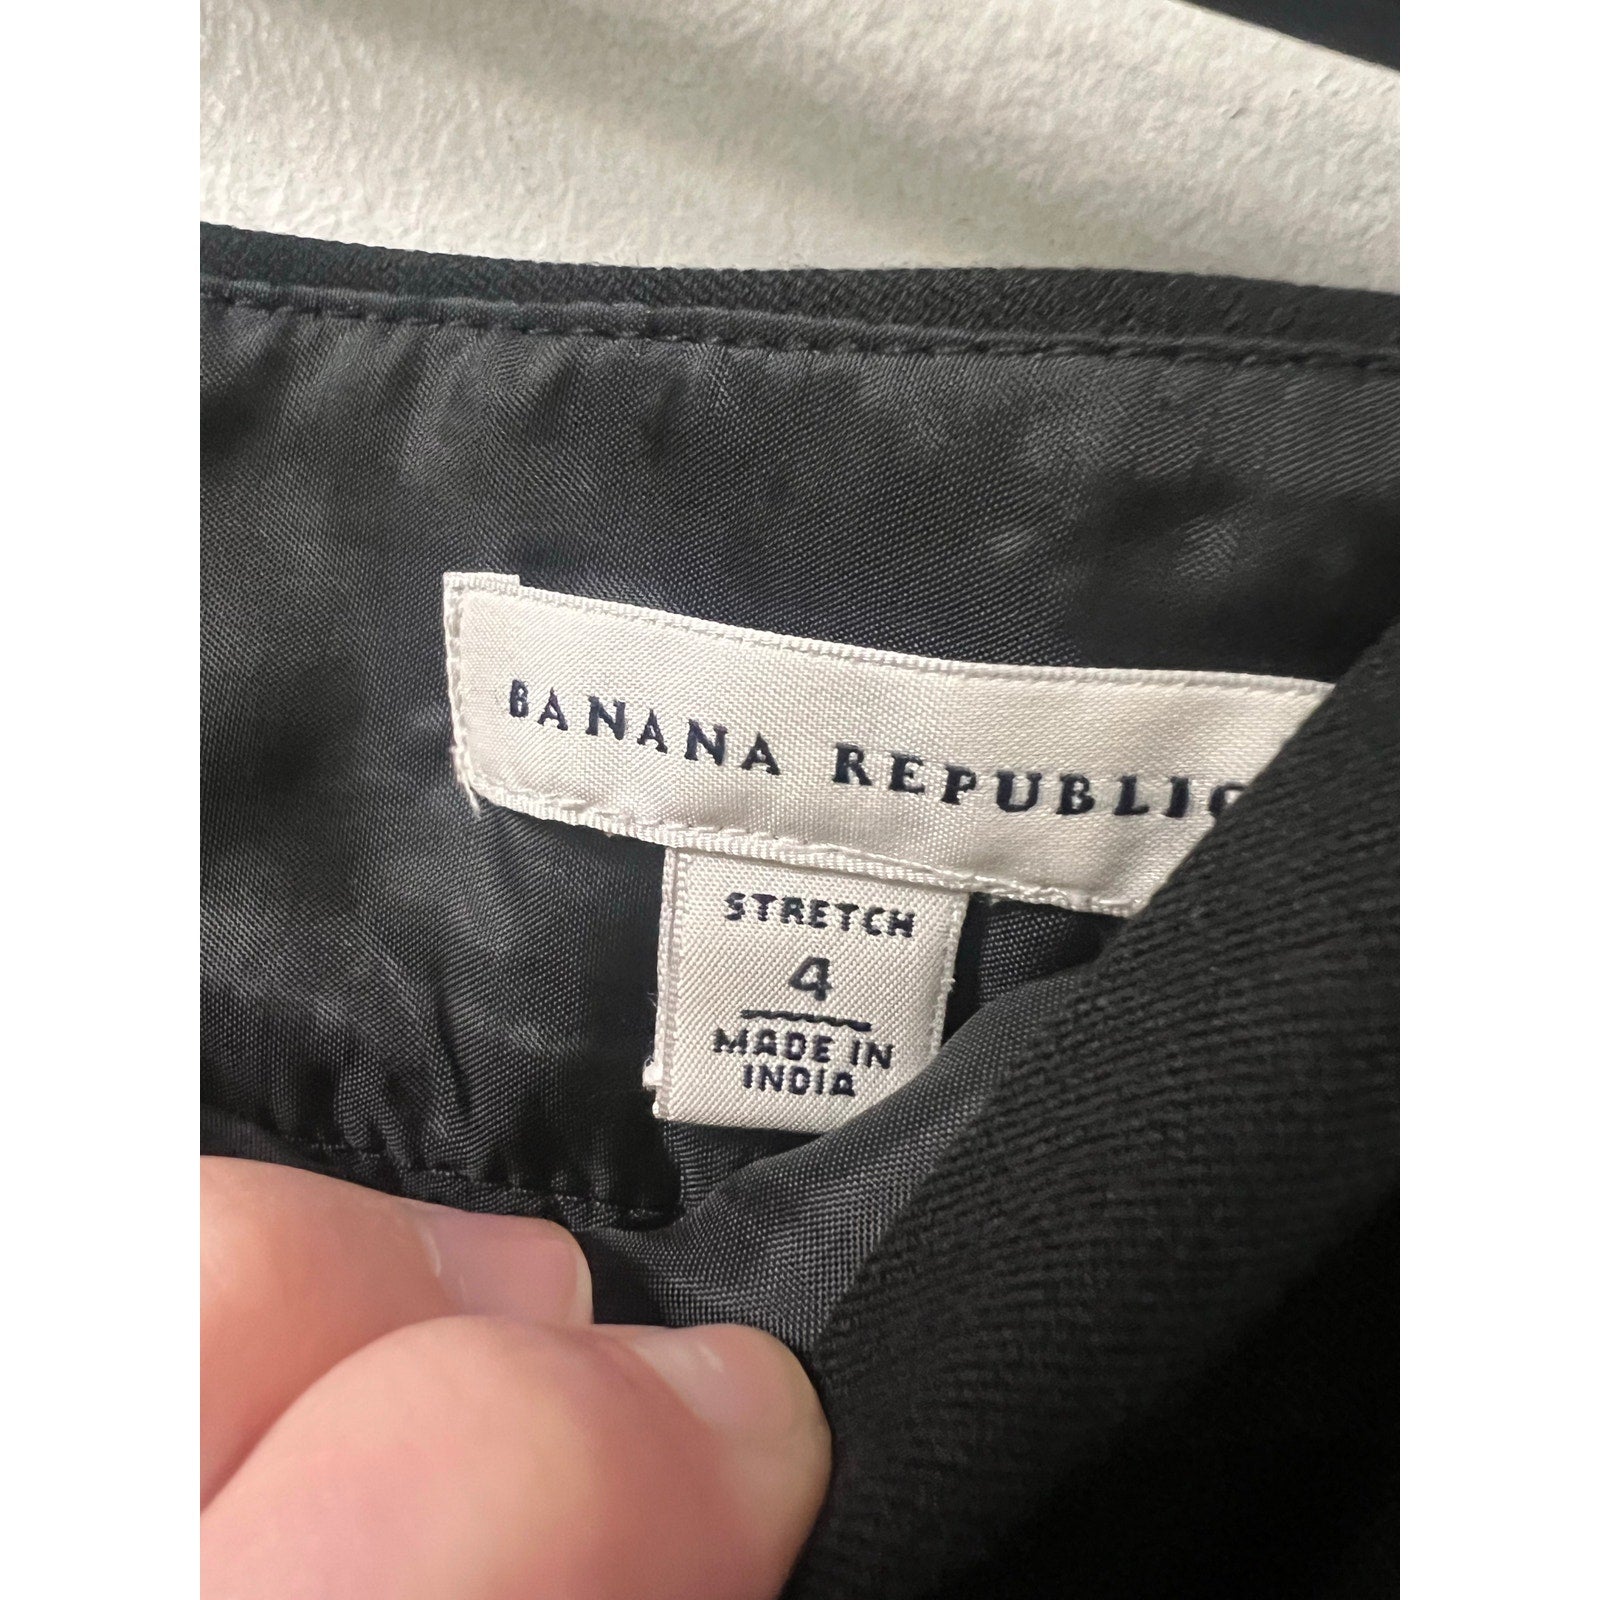 BANANA REPUBLIC
STRETCH
4
MADE IN
INDIA